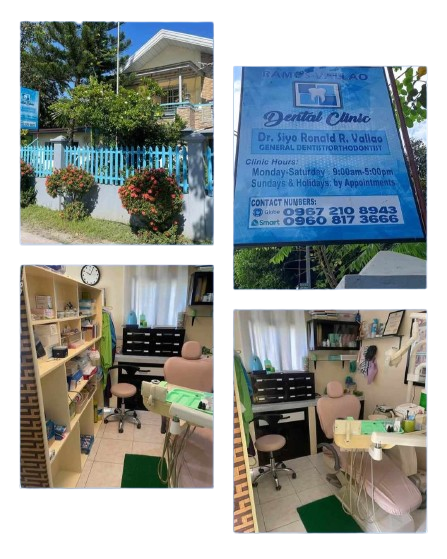 Dental Clinic
Dr. Siyo Ronald R. Vallao
GENERAL DENTIST/ORTHODONTIST
Clinic Hours:
Monday-Saturday : 9:00am-5:00pm
Sundays & Holidays: by Appointments
CONTACT NUMBERS:
Globe 0967 210 8943
Smart 0960 817 3666